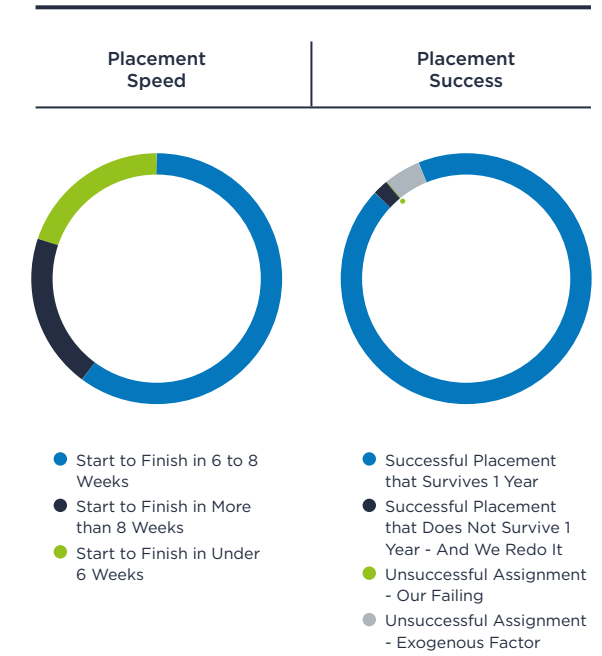 Placement
Speed
Placement
Success
Start to Finish in 6 to 8
Weeks
Start to Finish in More
than 8 Weeks
Start to Finish in Under
6 Weeks
Successful Placement
that Survives 1 Year
Successful Placement
that Does Not Survive 1
Year - And We Redo It
Unsuccessful Assignment
- Our Failing
Unsuccessful Assignment
- Exogenous Factor